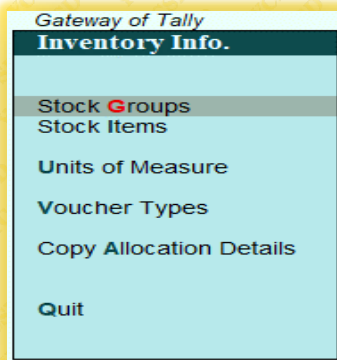 Gateway of Tally
Inventory Info.
Stock Groups
Stock Items
Units of Measure
Voucher Types
Copy Allocation Details
Quit